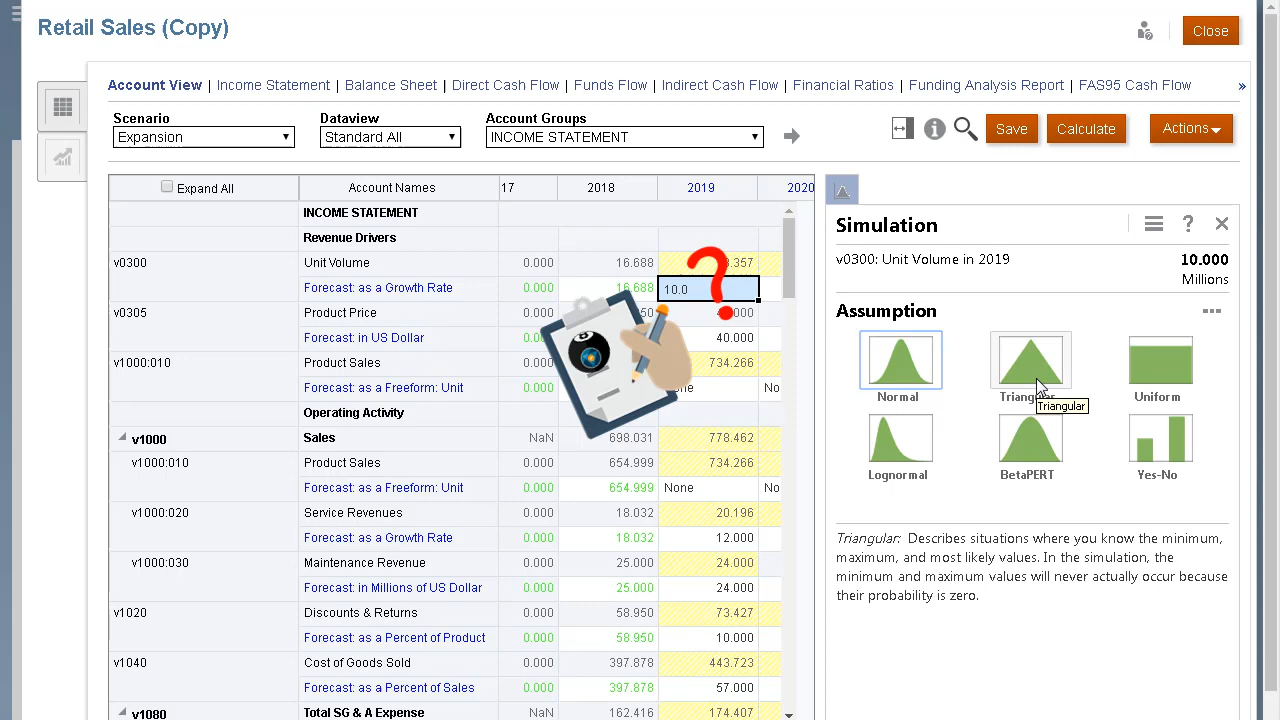 Retail Sales (Copy)
Close
Account View | Income Statement | Balance Sheet | Direct Cash Flow | Funds Flow | Indirect Cash Flow | Financial Ratios | Funding Analysis Report | FAS95 Cash Flow »
Scenario Dataview Account Groups
Expansion Standard All INCOME STATEMENT
Save Calculate Actions
Expand All Account Names 17 2018 2019 2020
INCOME STATEMENT
Revenue Drivers
v0300 Unit Volume 0.000 16.688 .357
Forecast: as a Growth Rate 0.000 16.688 10.0
v0305 Product Price 0.000
Forecast: in US Dollar 40.000
v1000:010 Product Sales 0.000 734.266
Forecast: as a Freeform: Unit No
Operating Activity
v1000 Sales NaN 698.031 778.462
v1000:010 Product Sales 0.000 654.999 734.266
Forecast: as a Freeform: Unit 0.000 654.999 None No
v1000:020 Service Revenues 0.000 18.032 20.196
Forecast: as a Growth Rate 0.000 18.032 12.000
v1000:030 Maintenance Revenue 0.000 25.000 24.000
Forecast: in Millions of US Dollar 0.000 25.000 24.000
v1020 Discounts & Returns 0.000 58.950 73.427
Forecast: as a Percent of Product 0.000 58.950 10.000
v1040 Cost of Goods Sold 0.000 397.878 443.723
Forecast: as a Percent of Sales 0.000 397.878 57.000
v1080 Total SG & A Expense NaN 162.416 174.407
Simulation
v0300: Unit Volume in 2019 10.000
Millions
Assumption
Normal Triangular Uniform
Triangular
Lognormal BetaPERT Yes-No
Triangular: Describes situations where you know the minimum,
maximum, and most likely values. In the simulation, the
minimum and maximum values will never actually occur because
their probability is zero.